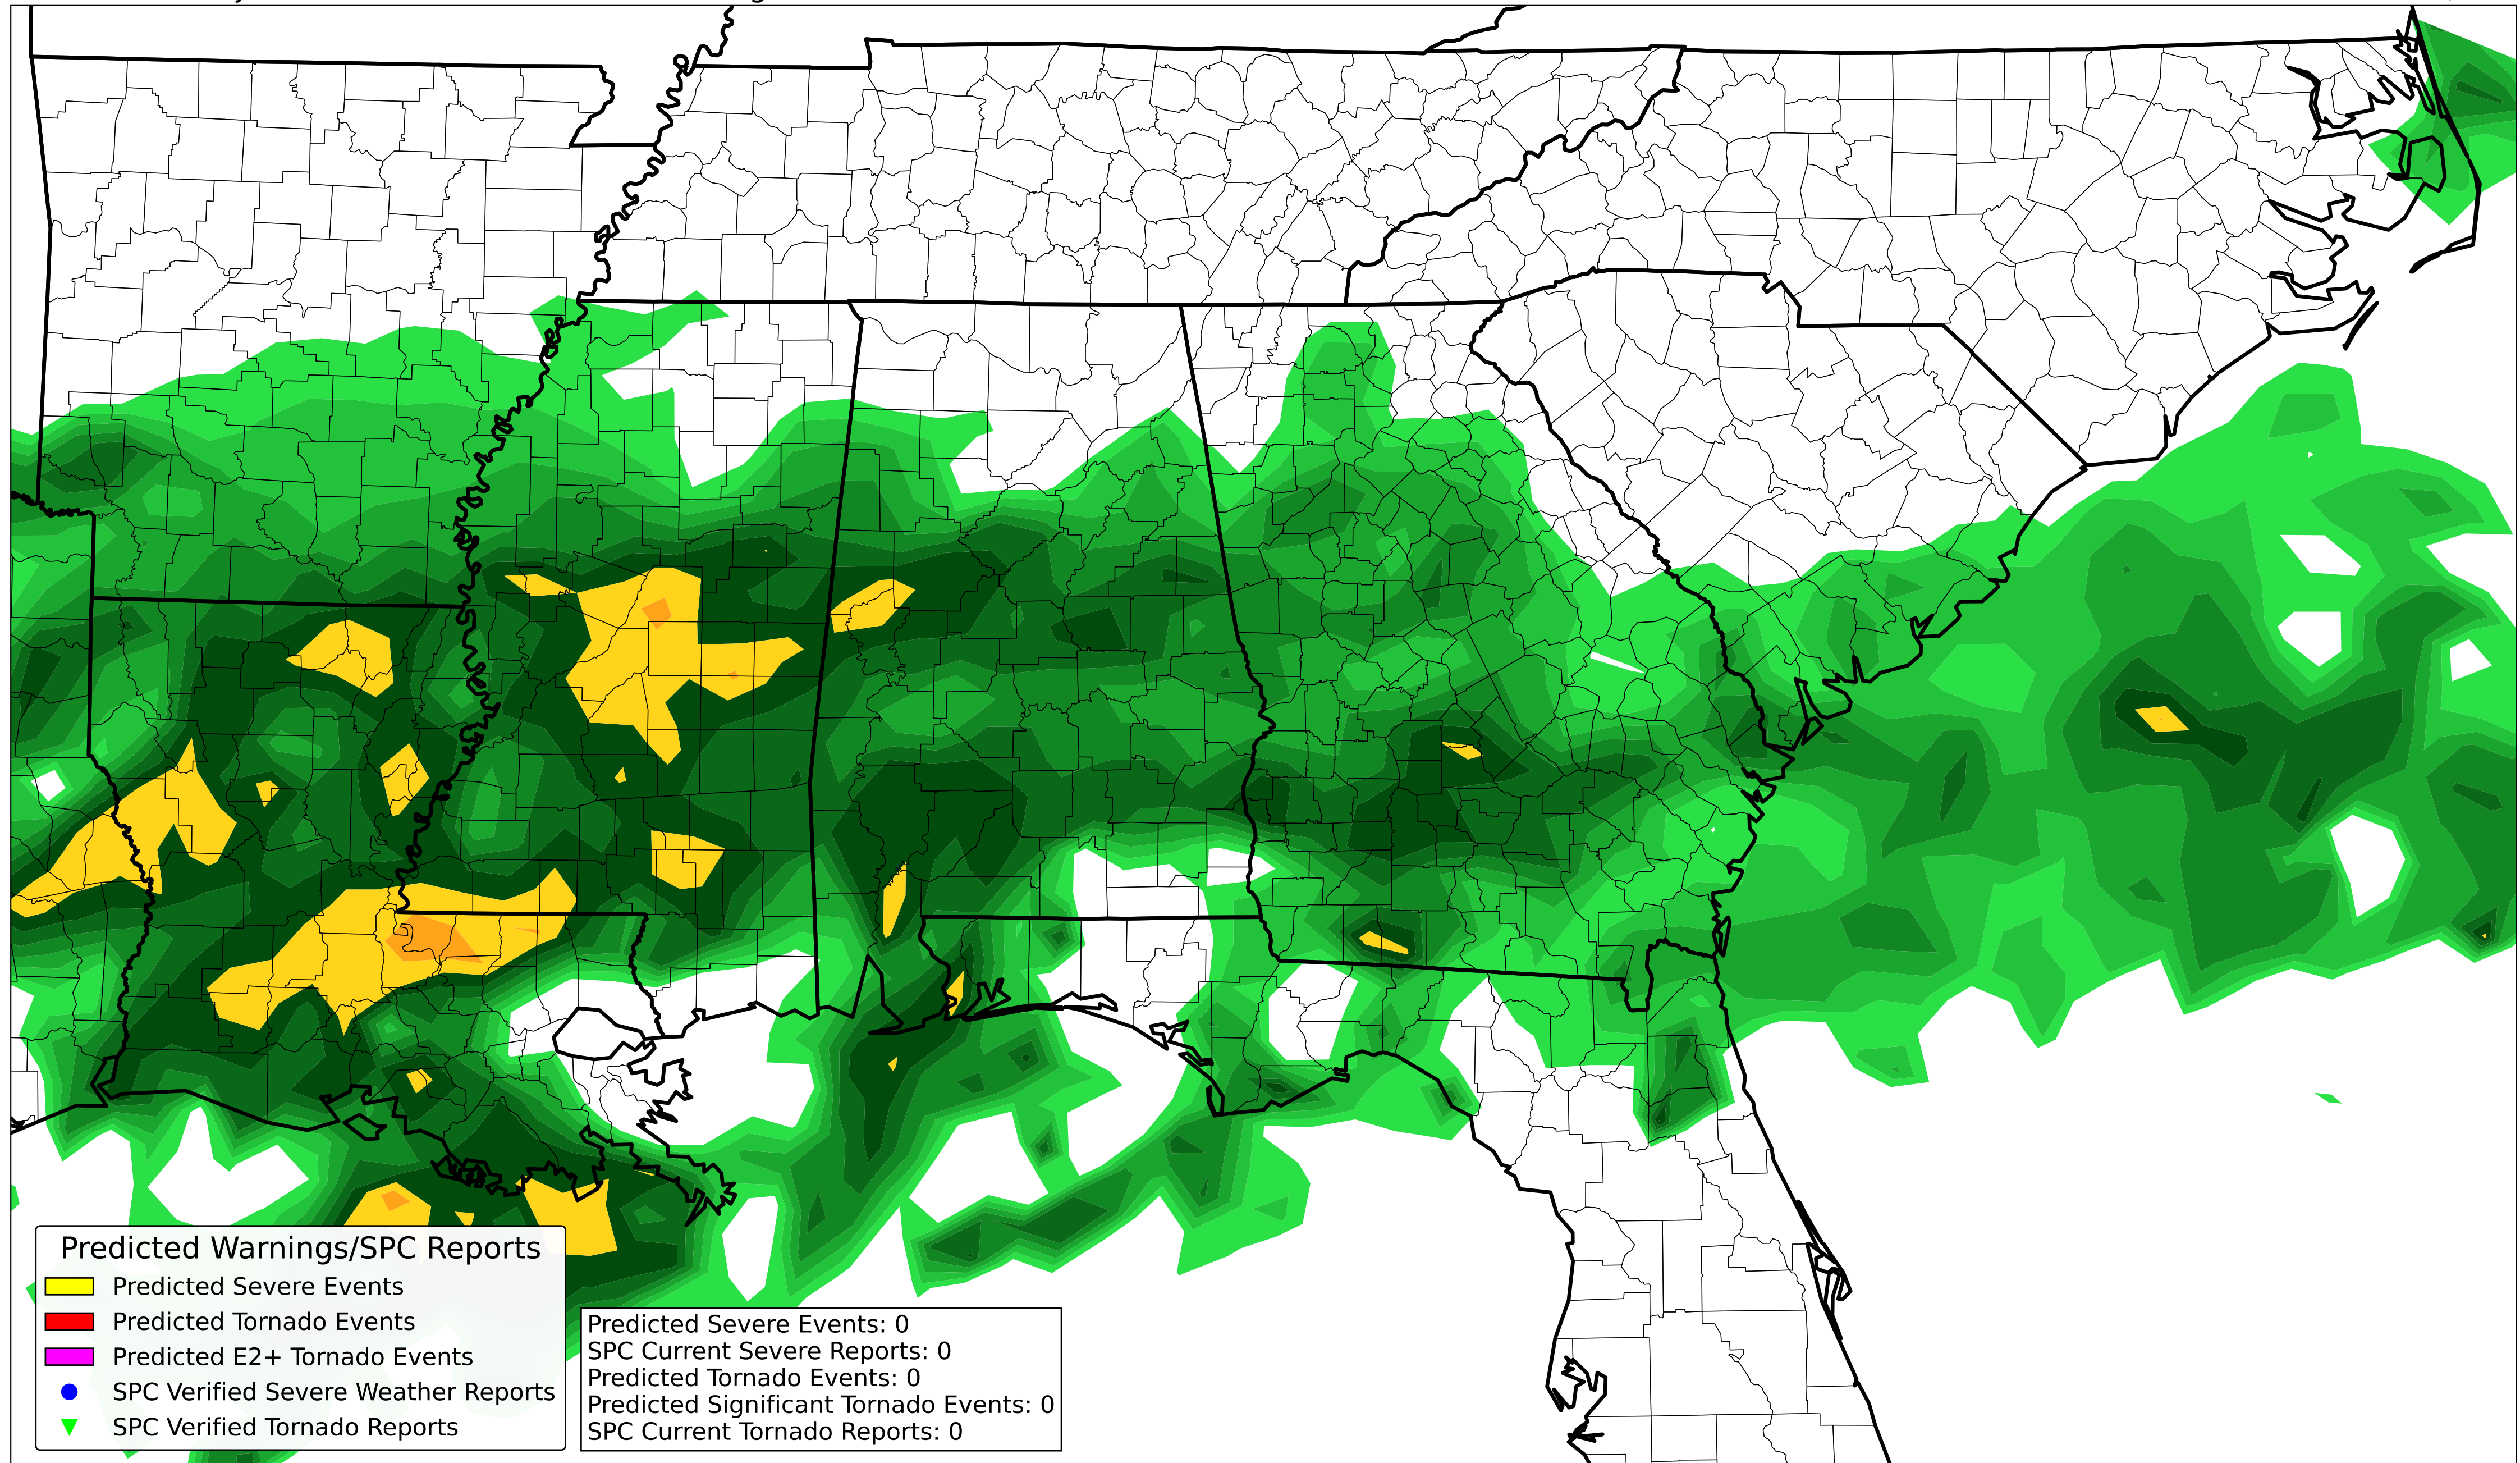 Predicted Warnings/SPC Reports
Predicted Severe Events
Predicted Tornado Events
Predicted E2+ Tornado Events
SPC Verified Severe Weather Reports
SPC Verified Tornado Reports
Predicted Severe Events: 0
SPC Current Severe Reports: 0
Predicted Tornado Events: 0
Predicted Significant Tornado Events: 0
SPC Current Tornado Reports: 0